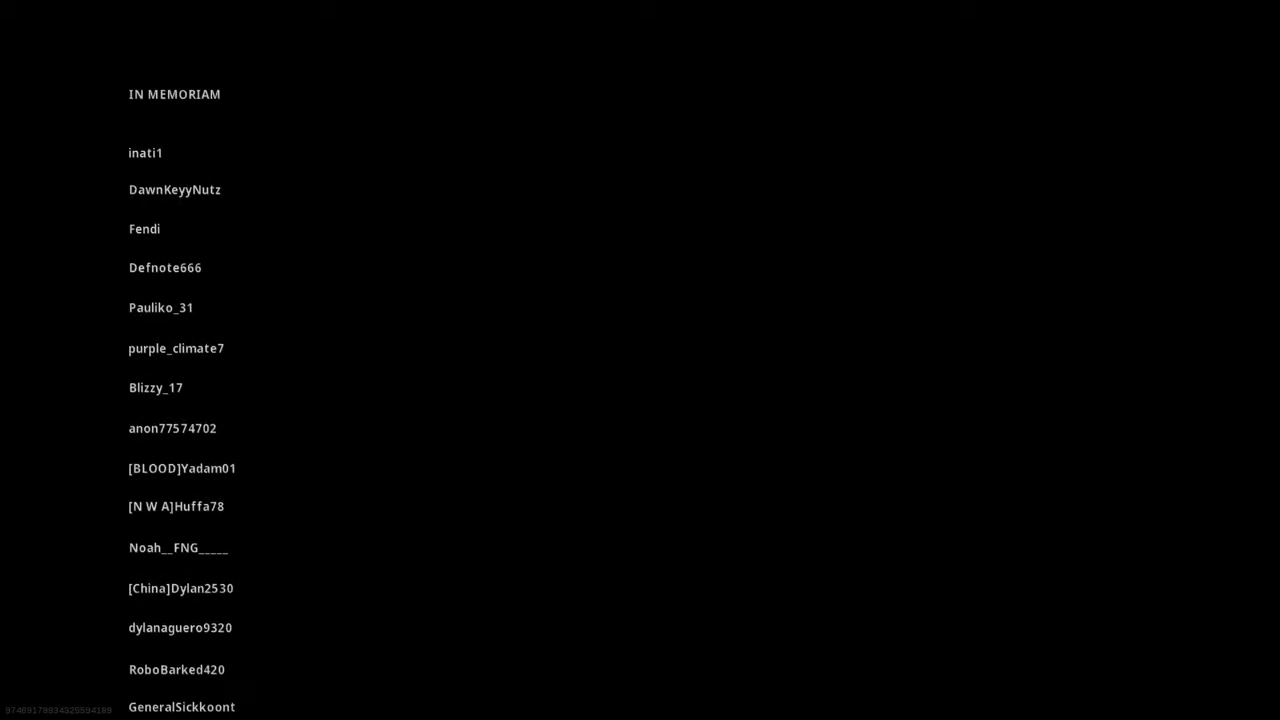 IN MEMORIAM
inati1
DawnKeyyNutz
Fendi
Defnote666
Pauliko_31
purple_climate7
Blizzy_17
anon77574702
[BLOOD]Yadam01
[N W A]Huffa78
Noah__FNG_____
[China]Dylan2530
dylanaguero9320
RoboBarked420
GeneralSickkoont